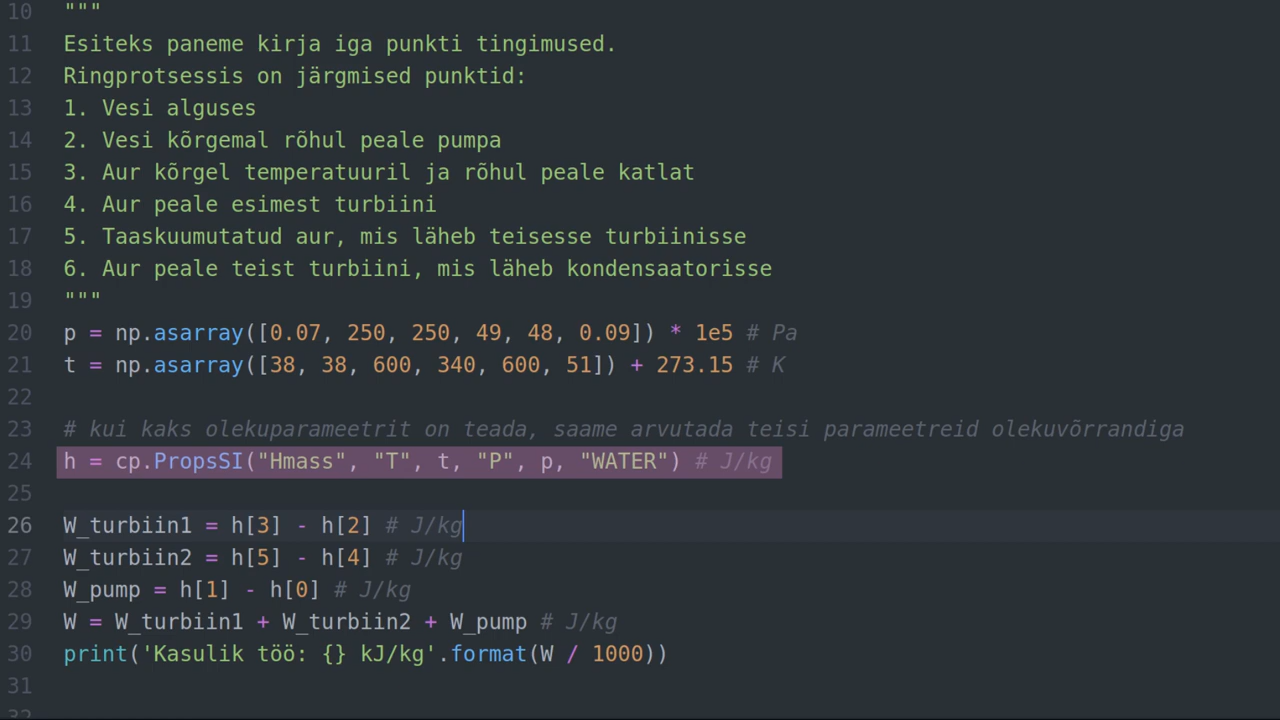 10 """
11 Esiteks paneme kirja iga punkti tingimused.
12 Ringprotsessis on järgmised punktid:
13 1. Vesi alguses
14 2. Vesi kõrgemal rõhul peale pumpa
15 3. Aur kõrgel temperatuuril ja rõhul peale katlat
16 4. Aur peale esimest turbiini
17 5. Taaskuumutatud aur, mis läheb teisesse turbiinisse
18 6. Aur peale teist turbiini, mis läheb kondensaatorisse
19 """
20 p = np.asarray([0.07, 250, 250, 49, 48, 0.09]) * 1e5 # Pa
21 t = np.asarray([38, 38, 600, 340, 600, 51]) + 273.15 # K
22
23 # kui kaks olekuparameetrit on teada, saame arvutada teisi parameetreid olekuvõrrandiga
24 h = cp.PropsSI("Hmass", "T", t, "P", p, "WATER") # J/kg
25
26 W_turbiin1 = h[3] - h[2] # J/kg
27 W_turbiin2 = h[5] - h[4] # J/kg
28 W_pump = h[1] - h[0] # J/kg
29 W = W_turbiin1 + W_turbiin2 + W_pump # J/kg
30 print('Kasulik töö: {} kJ/kg'.format(W / 1000))
31
32